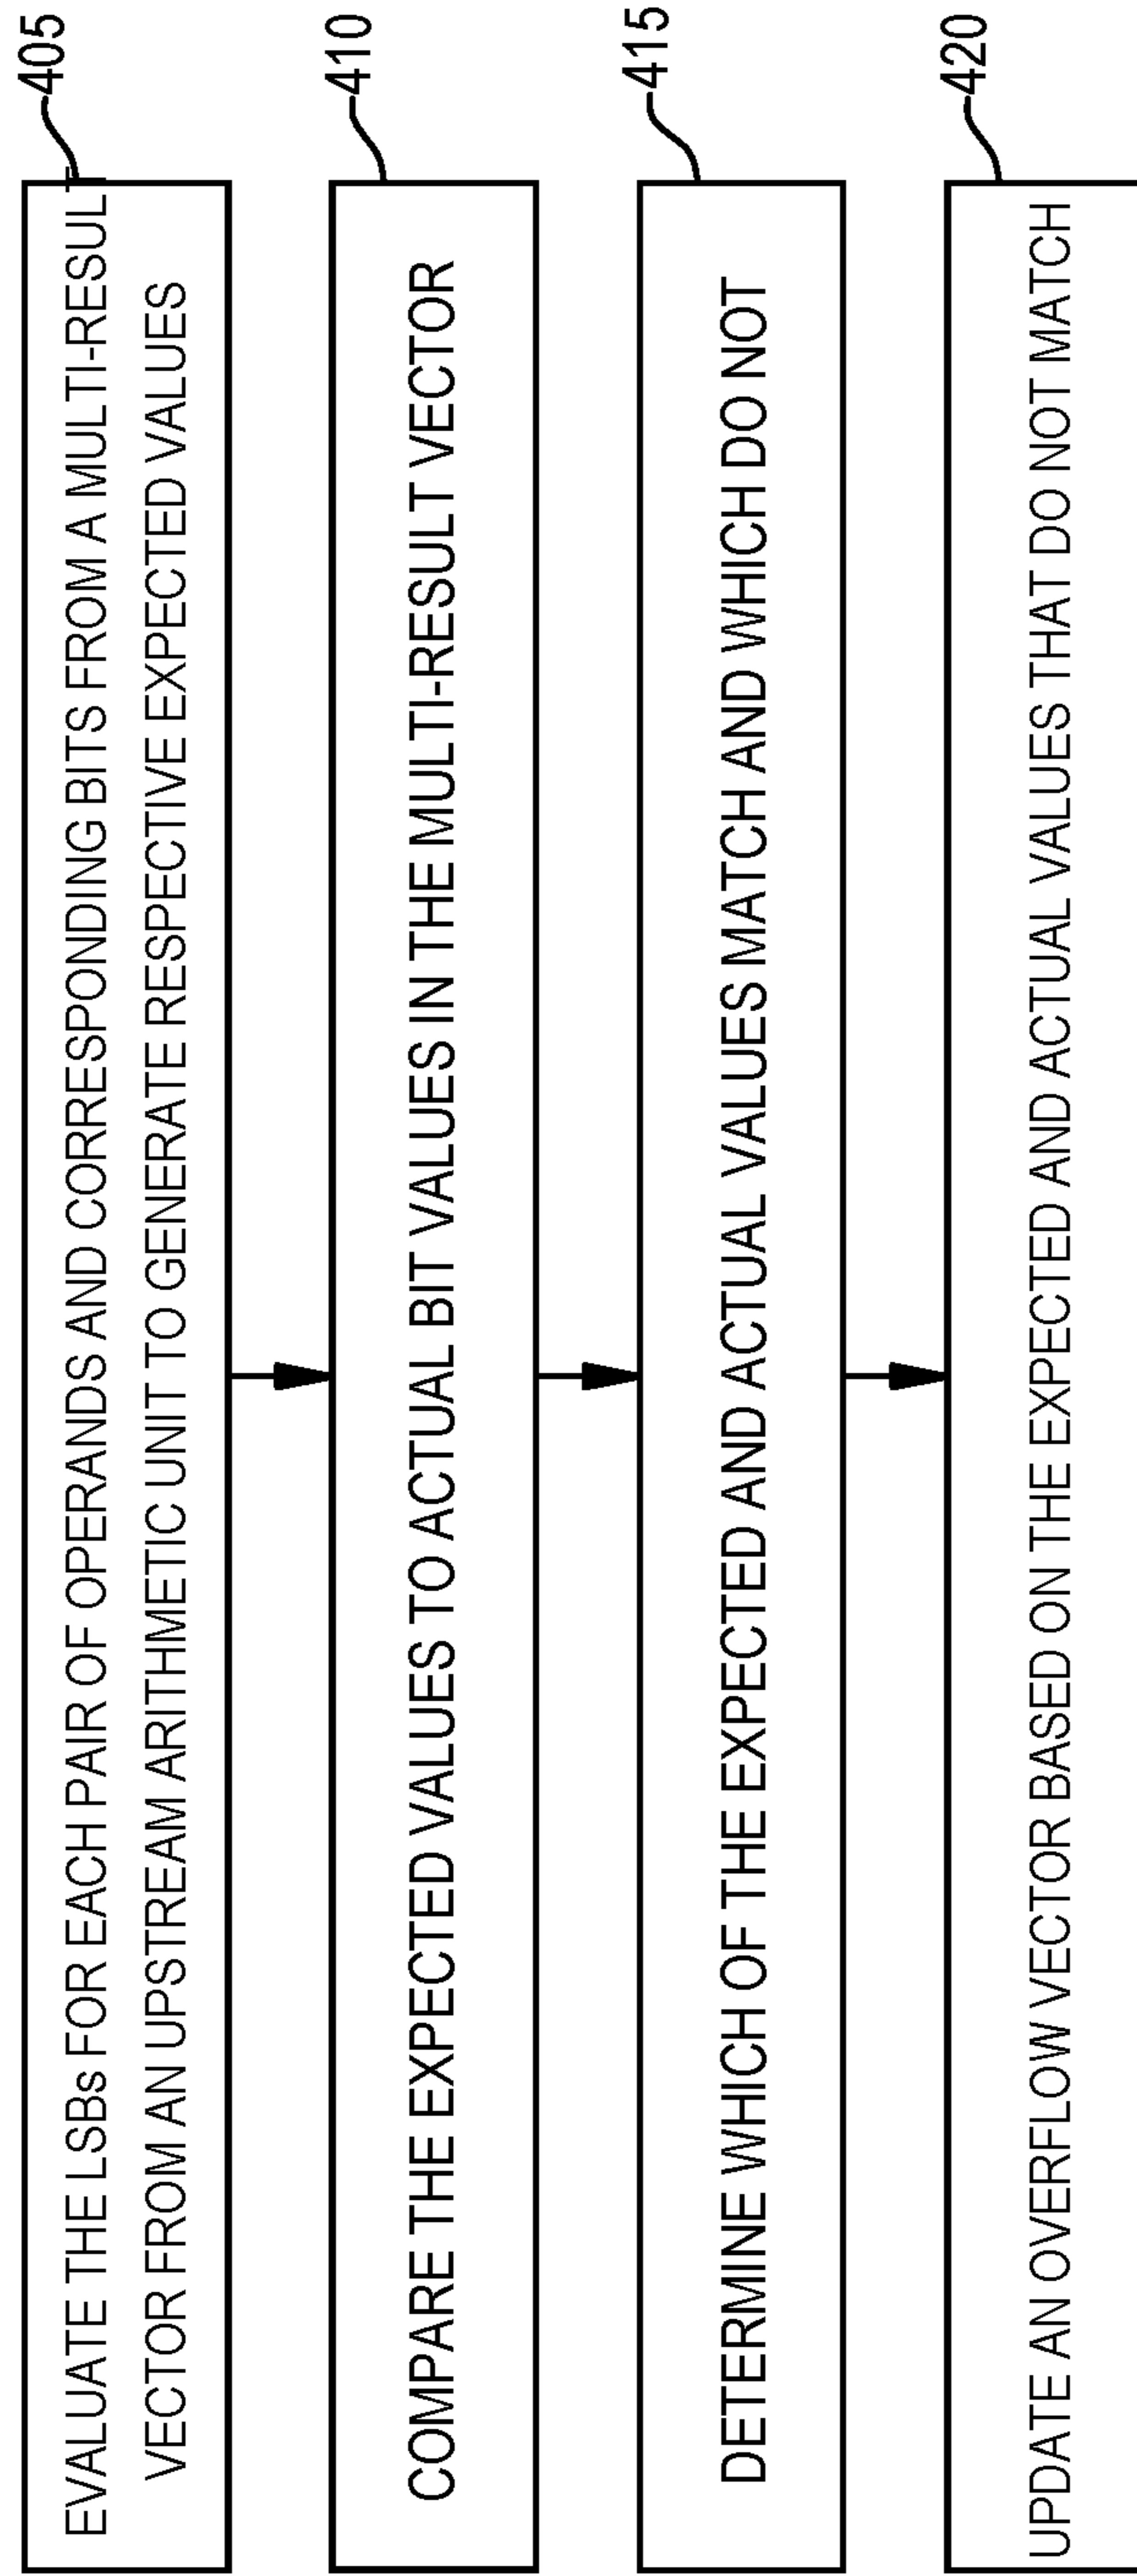 405
EVALUATE THE LSBs FOR EACH PAIR OF OPERANDS AND CORRESPONDING BITS FROM A MULTI-RESULT
VECTOR FROM AN UPSTREAM ARITHMETIC UNIT TO GENERATE RESPECTIVE EXPECTED VALUES
410
COMPARE THE EXPECTED VALUES TO ACTUAL BIT VALUES IN THE MULTI-RESULT VECTOR
415
DETERMINE WHICH OF THE EXPECTED AND ACTUAL VALUES MATCH AND WHICH DO NOT
420
UPDATE AN OVERFLOW VECTOR BASED ON THE EXPECTED AND ACTUAL VALUES THAT DO NOT MATCH